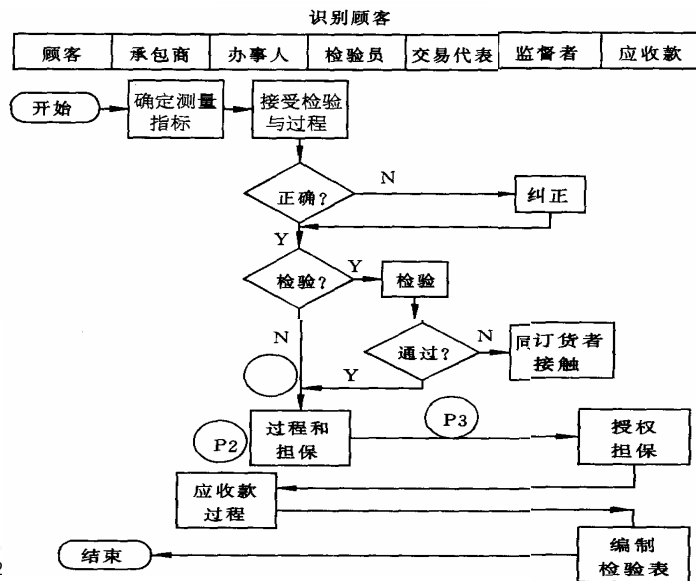 识别顾客
顾客 承包商 办事人 检验员 交易代表 监督者 应收款
开始
确定测量
指标
接受检验
与过程
正确?
N
纠正
Y
检验?
Y
检验
N
通过?
N
同订货者
接触
Y
P2
过程和
担保
P3
授权
担保
应收款
过程
编制
检验表
结束
2